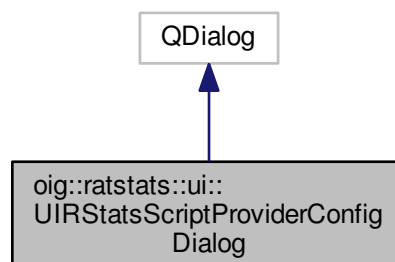 QDialog
oig::ratstats::ui::
UIRStatsScriptProviderConfig
Dialog